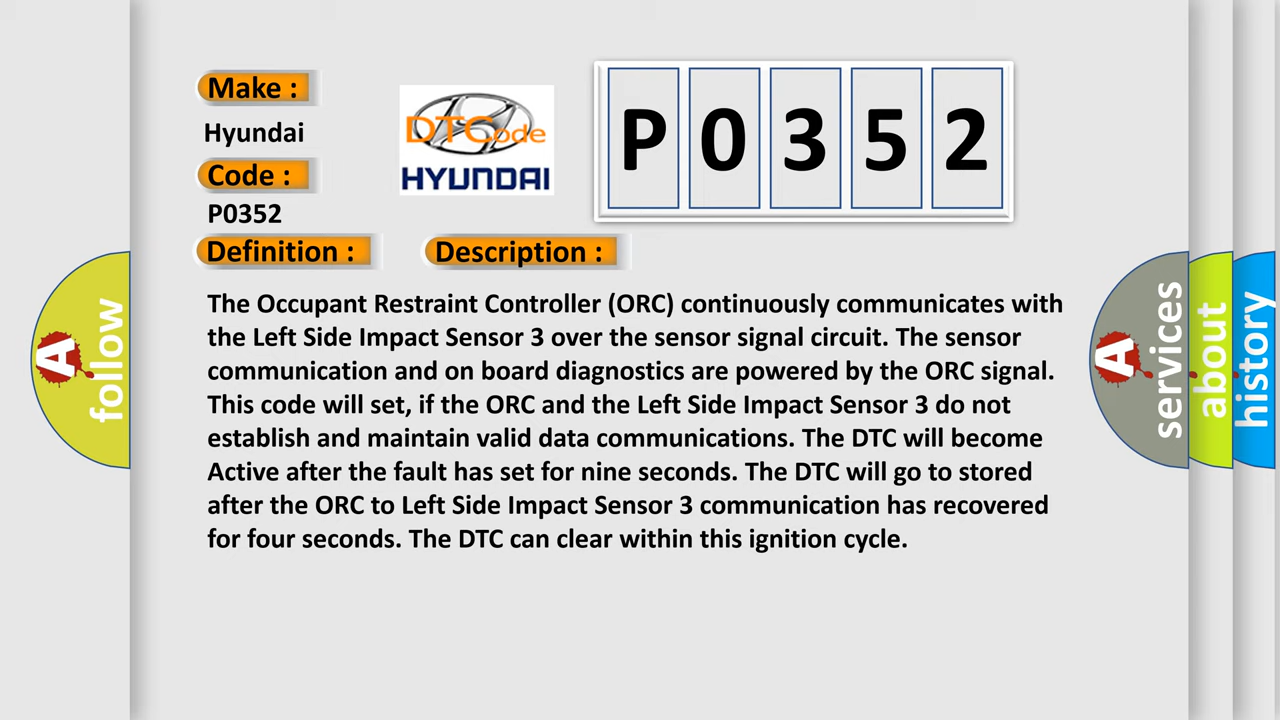 Make :
Hyundai
Code :
P0352
DTCode
HYUNDAI
P0352
Definition :
Description :
The Occupant Restraint Controller (ORC) continuously communicates with
the Left Side Impact Sensor 3 over the sensor signal circuit. The sensor
communication and on board diagnostics are powered by the ORC signal.
This code will set, if the ORC and the Left Side Impact Sensor 3 do not
establish and maintain valid data communications. The DTC will become
Active after the fault has set for nine seconds. The DTC will go to stored
after the ORC to Left Side Impact Sensor 3 communication has recovered
for four seconds. The DTC can clear within this ignition cycle.
A
follow
A
services
about
history